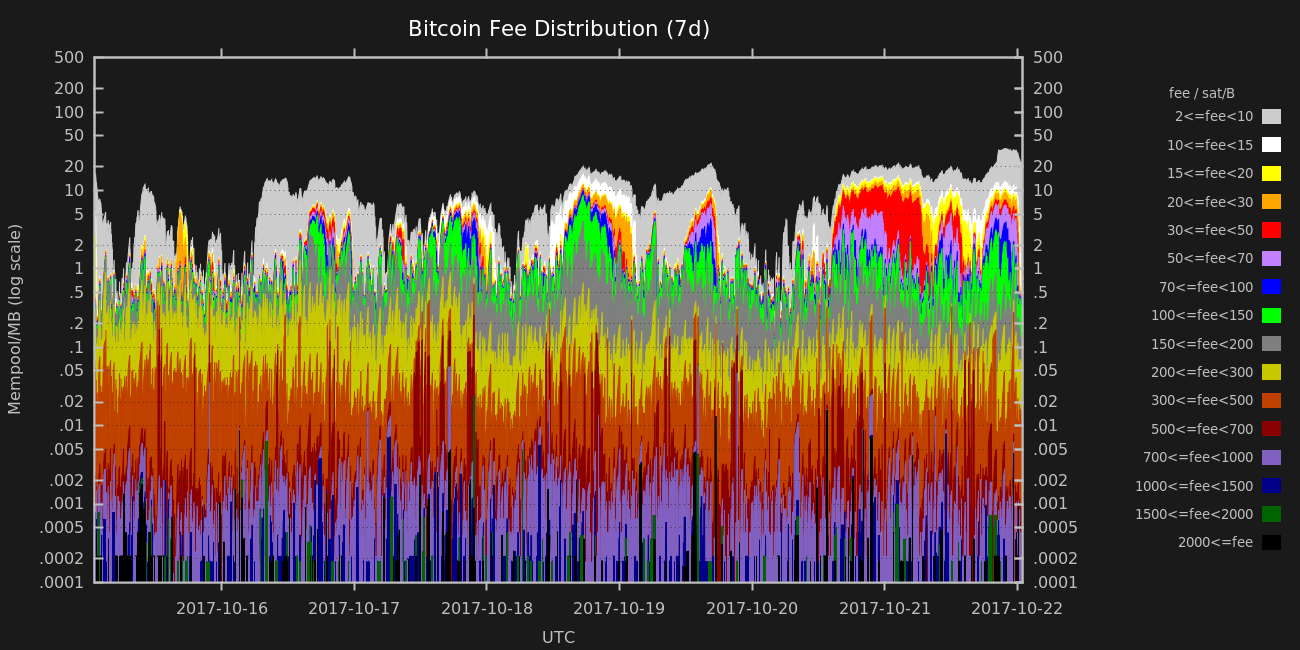 Bitcoin Fee Distribution (7d)
Mempool/MB (log scale)
500 500
200 200
100 100
50 50
20 20
10 10
5 5
2 2
1 1
.5 .5
.2 .2
.1 .1
.05 .05
.02 .02
.01 .01
.005 .005
.002 .002
.001 .001
.0005 .0005
.0002 .0002
.0001 .0001
2017-10-16 2017-10-17 2017-10-18 2017-10-19 2017-10-20 2017-10-21 2017-10-22
UTC
fee / sat/B
2<=fee<10
10<=fee<15
15<=fee<20
20<=fee<30
30<=fee<50
50<=fee<70
70<=fee<100
100<=fee<150
150<=fee<200
200<=fee<300
300<=fee<500
500<=fee<700
700<=fee<1000
1000<=fee<1500
1500<=fee<2000
2000<=fee